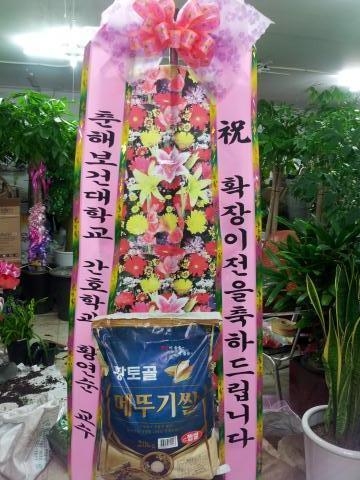 祝 확장이전을축하드립니다
춘해보건대학교 간호학과 황연순 교수
황토골
메뚜기쌀
20kg